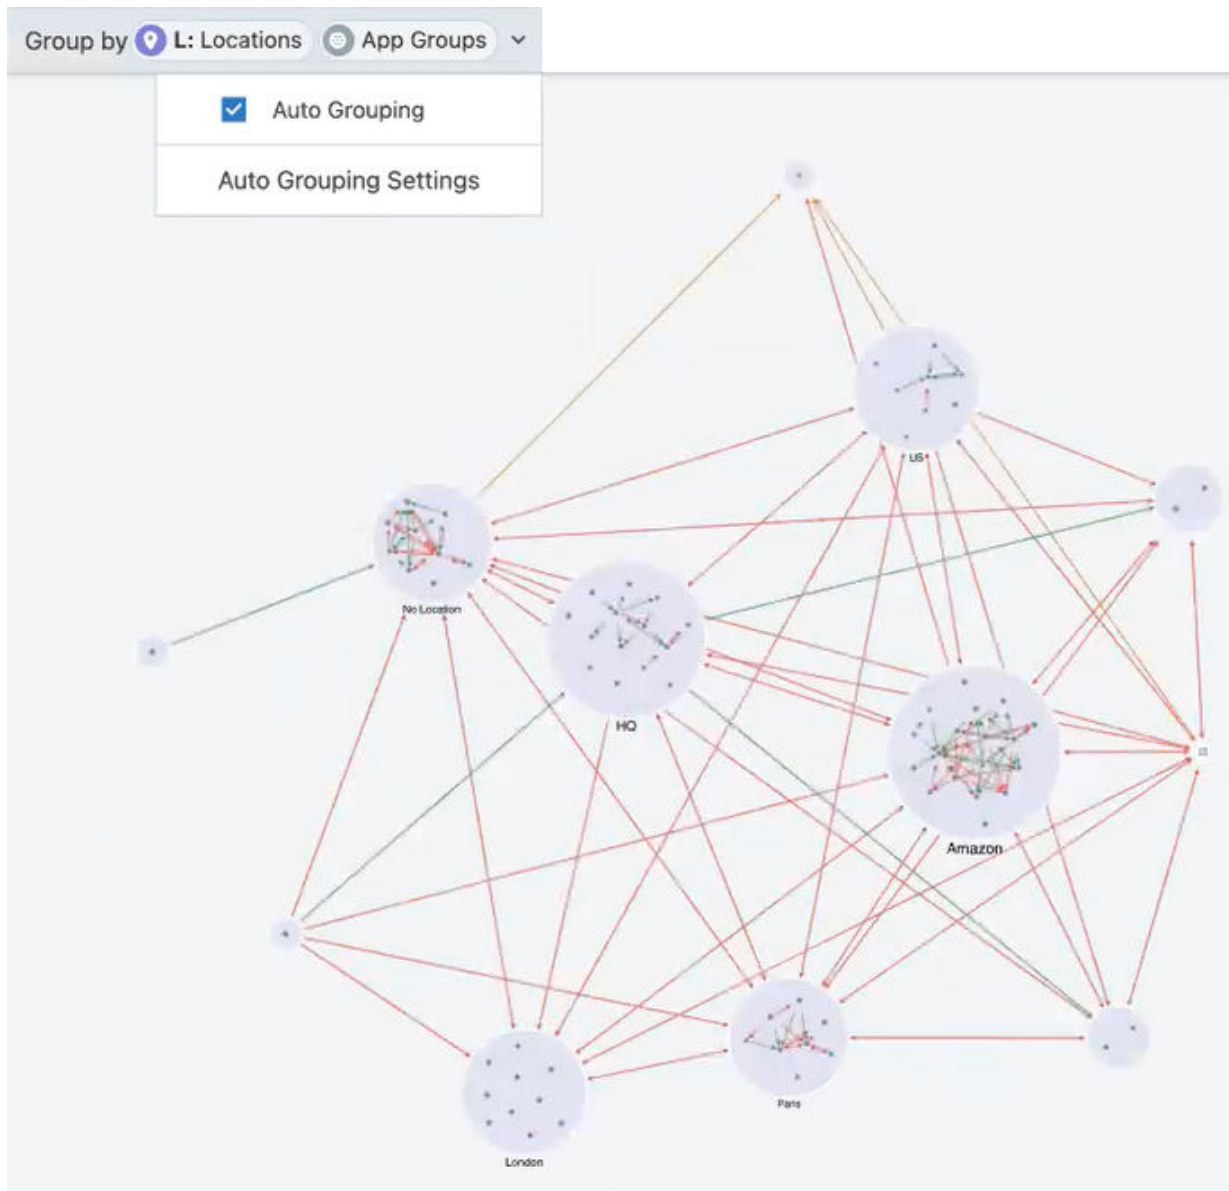 Group by L: Locations App Groups
Auto Grouping
Auto Grouping Settings
US
No Location
HQ
Amazon
Paris
London